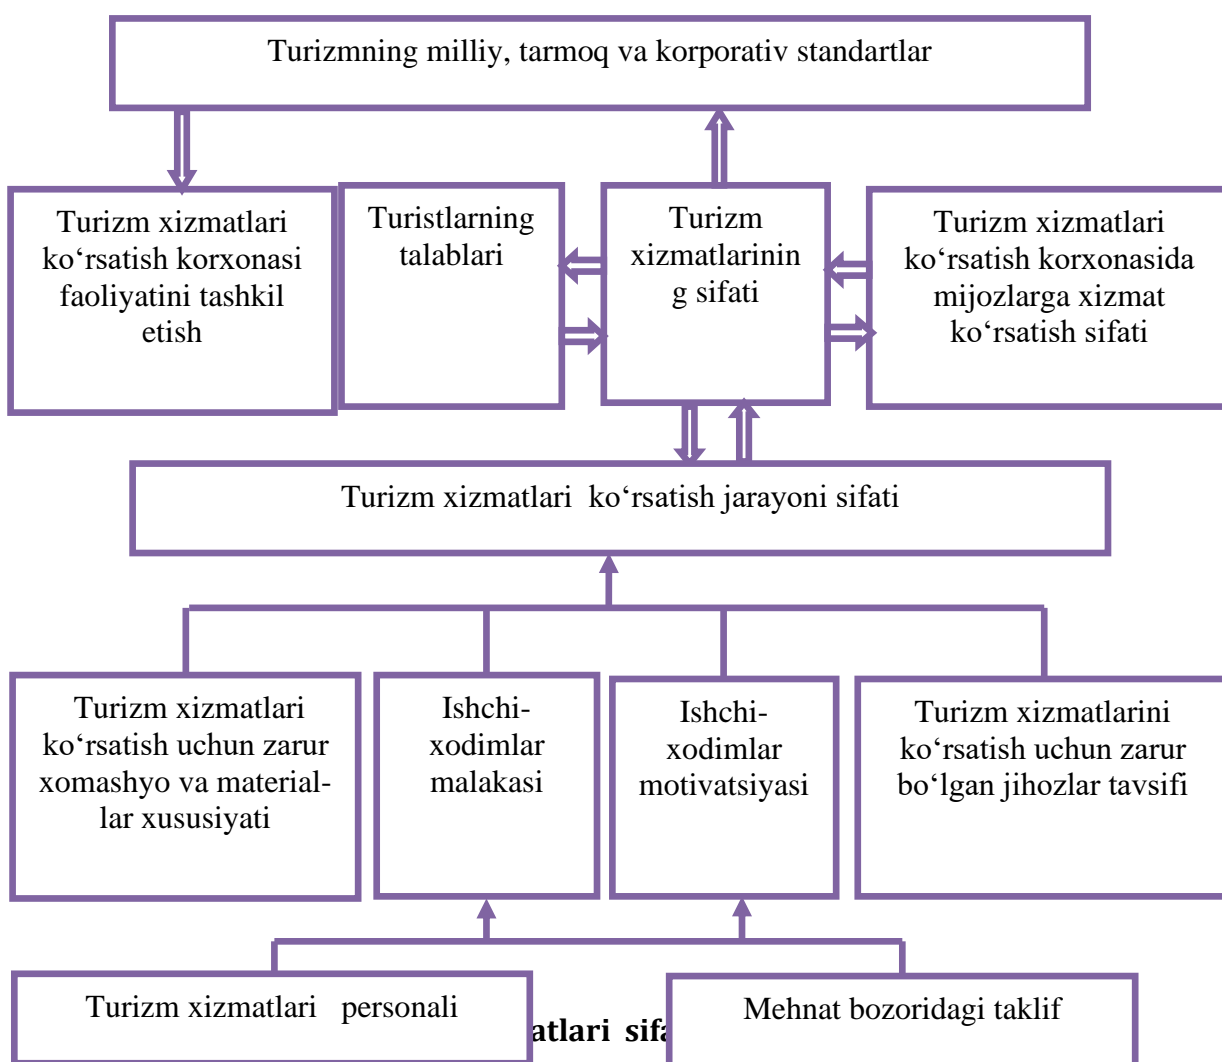 Turizmning milliy, tarmoq va korporativ standartlar
Turizm xizmatlari
ko‘rsatish korxonasi
faoliyatini tashkil
etish
Turistlarning
talablari
Turizm
xizmatlarinin
g sifati
Turizm xizmatlari
ko‘rsatish korxonasida
mijozlarga xizmat
ko‘rsatish sifati
Turizm xizmatlari ko‘rsatish jarayoni sifati
Turizm xizmatlari
ko‘rsatish uchun zarur
xomashyo va material-
lar xususiyati
Ishchi-
xodimlar
malakasi
Ishchi-
xodimlar
motivatsiyasi
Turizm xizmatlarini
ko‘rsatish uchun zarur
bo‘lgan jihozlar tavsifi
Turizm xizmatlari personali
Mehnat bozoridagi taklif